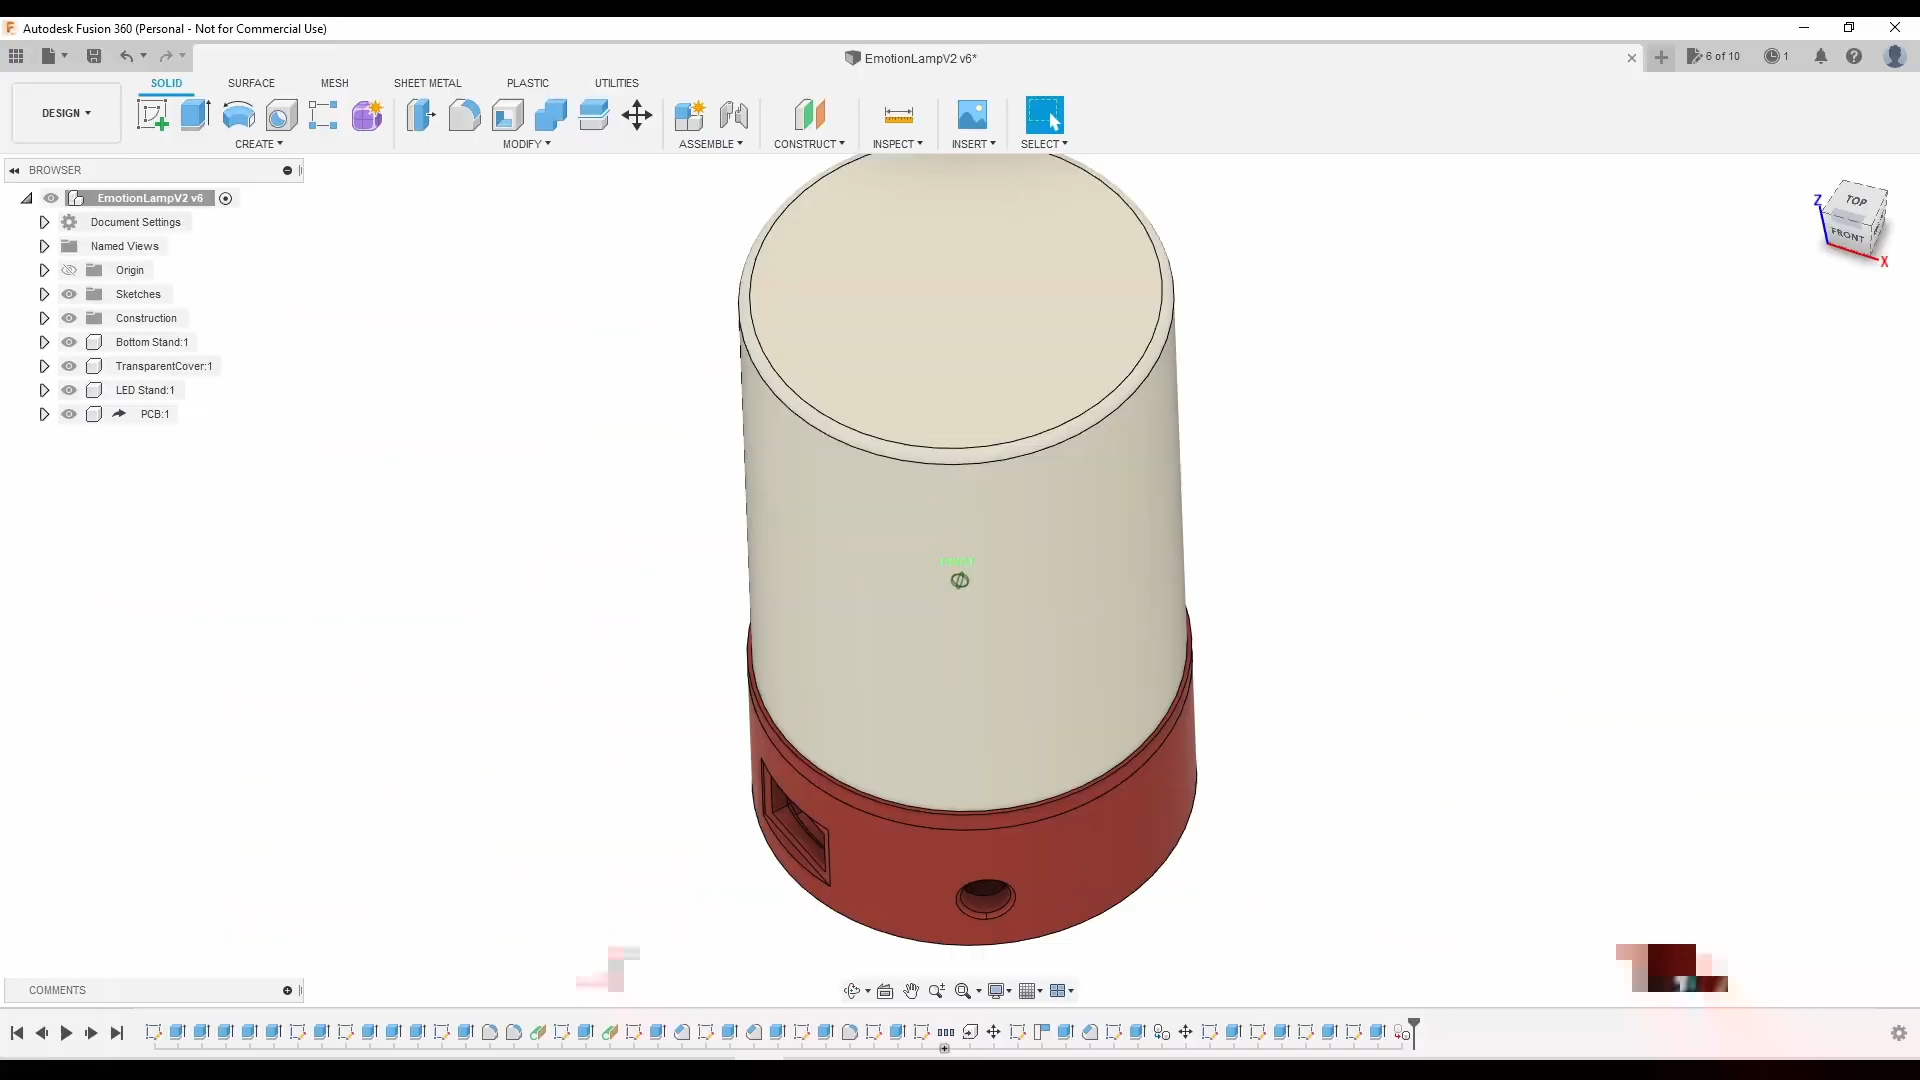 Autodesk Fusion 360 (Personal - Not for Commercial Use)
EmotionLampV2 v6*
6 of 10
1
SOLID
SURFACE
MESH
SHEET METAL
PLASTIC
UTILITIES
DESIGN
CREATE
MODIFY
ASSEMBLE
CONSTRUCT
INSPECT
INSERT
SELECT
BROWSER
EmotionLampV2 v6
Document Settings
Named Views
Origin
Sketches
Construction
Bottom Stand:1
TransparentCover:1
LED Stand:1
PCB:1
TOP
FRONT
Z
X
COMMENTS